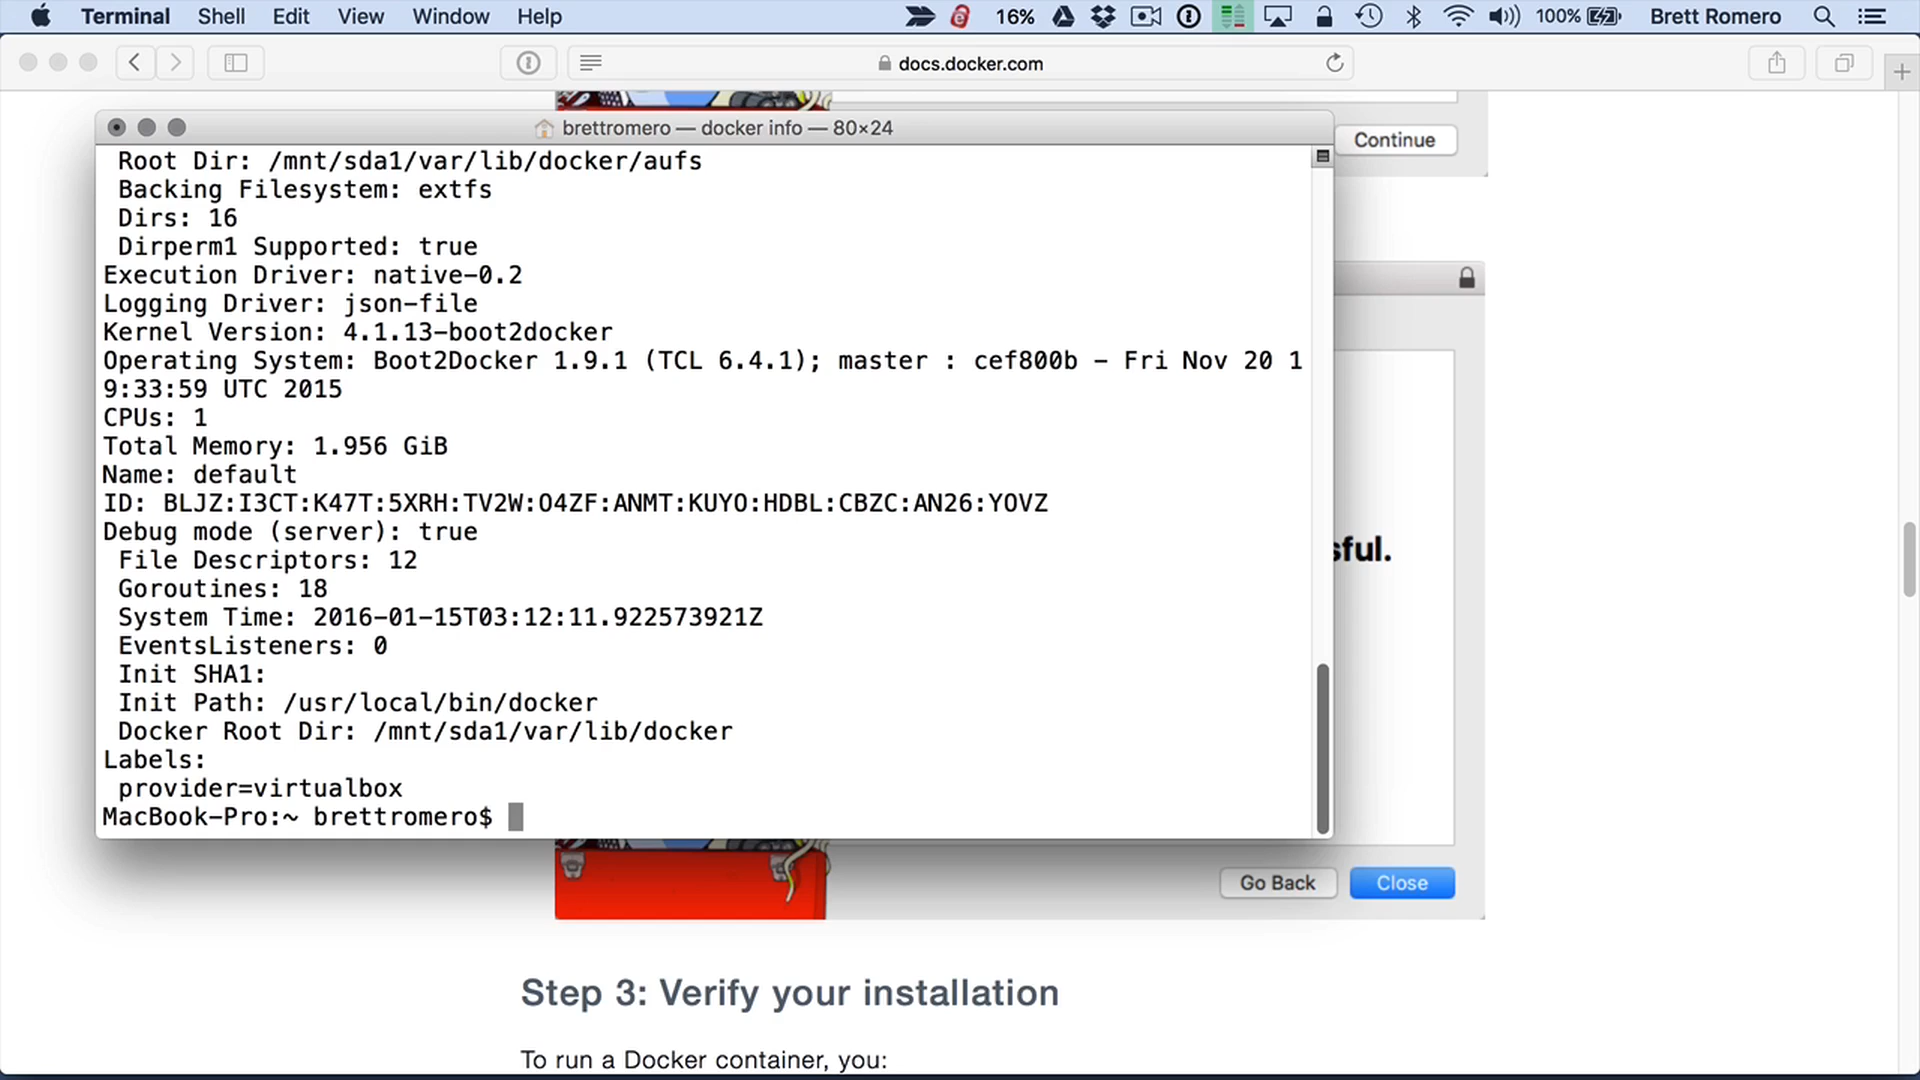 Terminal Shell Edit View Window Help 16% 100% Brett Romero
docs.docker.com
brettromero — docker info — 80×24
Continue
Root Dir: /mnt/sda1/var/lib/docker/aufs
Backing Filesystem: extfs
Dirs: 16
Dirperm1 Supported: true
Execution Driver: native-0.2
Logging Driver: json-file
Kernel Version: 4.1.13-boot2docker
Operating System: Boot2Docker 1.9.1 (TCL 6.4.1); master : cef800b - Fri Nov 20 1
9:33:59 UTC 2015
CPUs: 1
Total Memory: 1.956 GiB
Name: default
ID: BLJZ:I3CT:K47T:5XRH:TV2W:O4ZF:ANMT:KUYO:HDBL:CBZC:AN26:YOVZ
Debug mode (server): true
sful.
File Descriptors: 12
Goroutines: 18
System Time: 2016-01-15T03:12:11.922573921Z
EventsListeners: 0
Init SHA1:
Init Path: /usr/local/bin/docker
Docker Root Dir: /mnt/sda1/var/lib/docker
Labels:
provider=virtualbox
MacBook-Pro:~ brettromero$
Go Back Close
Step 3: Verify your installation
To run a Docker container, you: